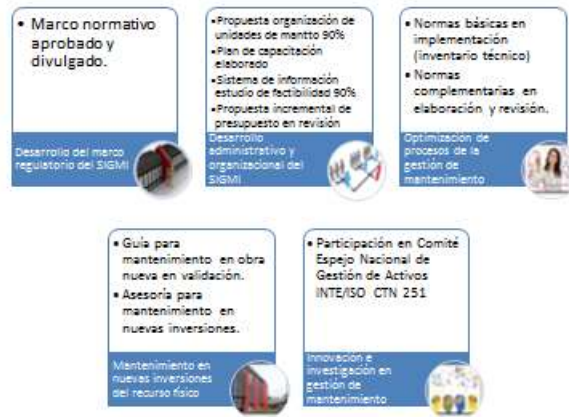 • Marco normativo
aprobado y
divulgado.
Desarrollo del marco
regulatorio del SIGMI
•Propuesta organización de
unidades de mantto 90%
•Plan de capacitación
elaborado
•Sistema de información
estudio de factibilidad 90%
•Propuesta incremental de
presupuesto en revisión
Desarrollo
administrativo y
organizacional del
SIGMI
• Normas básicas en
implementación
(inventario técnico)
• Normas
complementarias en
elaboración y revisión.
Optimización de
procesos de la
gestión de
mantenimiento
• Guía para
mantenimiento en obra
nueva en validación.
• Asesoría para
mantenimiento en
nuevas inversiones.
Mantenimiento en
nuevas inversiones
del recurso físico
• Participación en Comité
Espejo Nacional de
Gestión de Activos
INTE/ISO CTN 251
Innovación e
investigación en
gestión de
mantenimiento